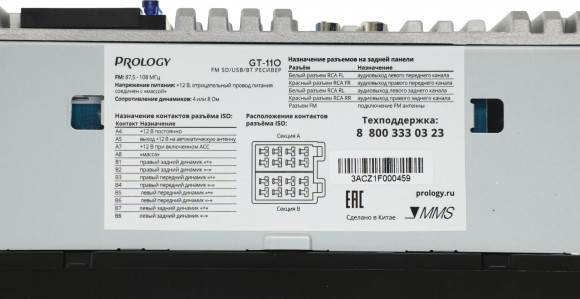 PROLOGY
GT-110
FM SD/USB/BT РЕСИВЕР
FM: 87,5 - 108 МГц
Напряжение питания: +12 В, отрицательный провод питания
соединен с «массой»
Сопротивление динамиков: 4 или 8 Ом
Назначение контактов разъёма ISO:
Контакт Назначение
A4 +12 В постоянно
A5 выход +12 В на автоматическую антенну
A7 +12 В при включенном ACC
A8 «масса»
B1 правый задний динамик «+»
B2 правый задний динамик «-»
B3 правый передний динамик «+»
B4 правый передний динамик «-»
B5 левый передний динамик «+»
B6 левый передний динамик «-»
B7 левый задний динамик «+»
B8 левый задний динамик «-»
Расположение контактов
разъёма ISO:
Секция A
Секция B
Назначение разъемов на задней панели
Разъём Назначение
Белый разъем RCA FL аудиовыход левого переднего канала
Красный разъем RCA FR аудиовыход правого переднего канала
Белый разъем RCA RL аудиовыход левого заднего канала
Красный разъем RCA RR аудиовыход правого заднего канала
Разъем FM подключение FM антенны
Техподдержка:
8 800 333 03 23
3ACZ1F000459
prology.ru
EAC
Сделано в Китае
MMS